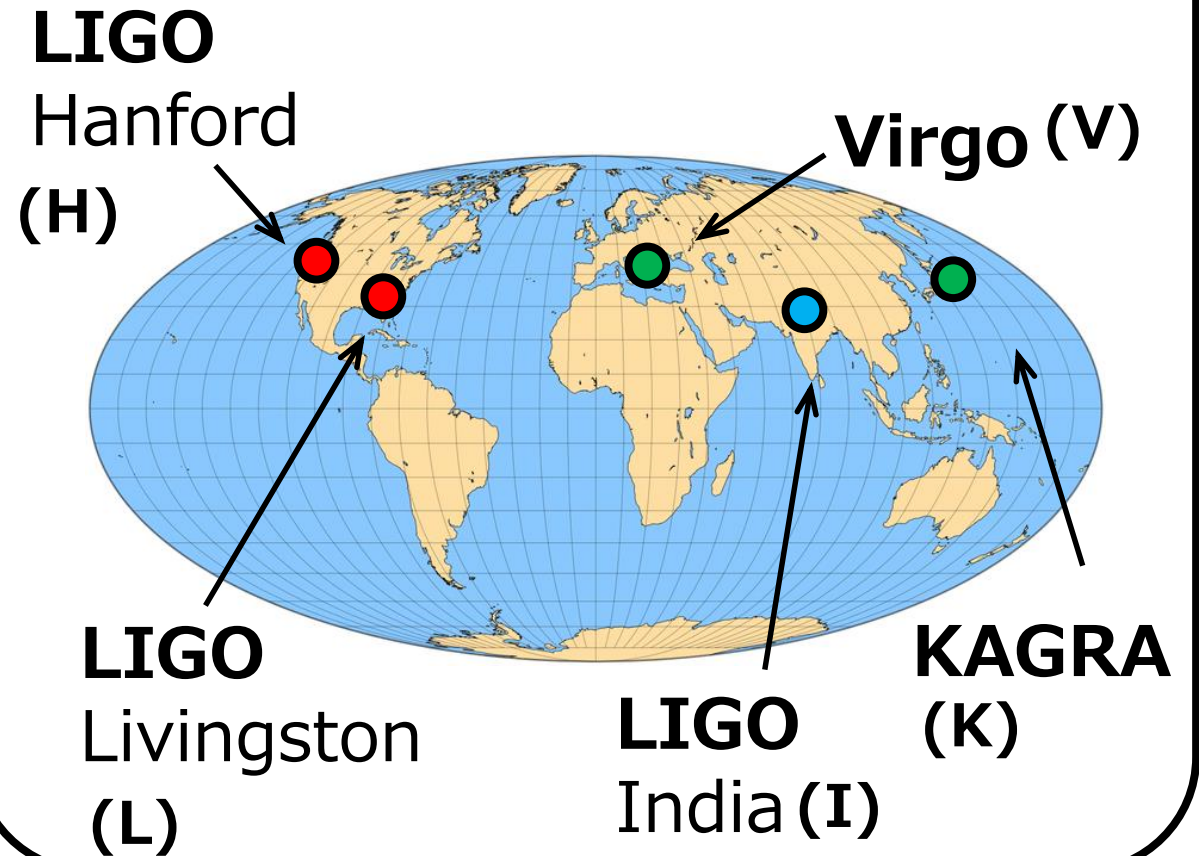 LIGO
Hanford
(H)
Virgo (V)
LIGO
Livingston
(L)
LIGO
India (I)
KAGRA
(K)